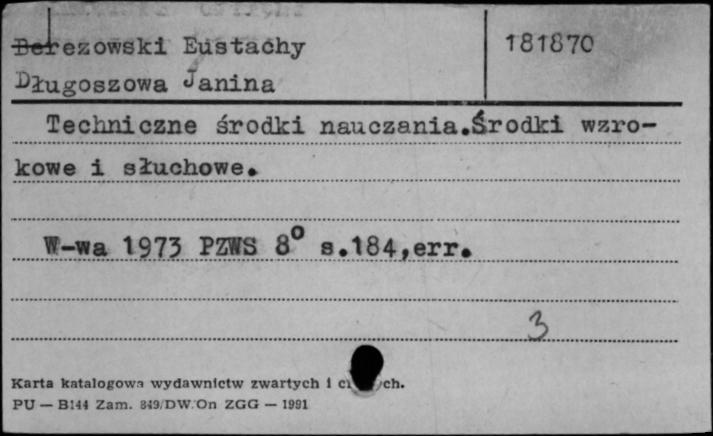 Berezowski Eustachy 181870
Długoszowa Janina
Techniczne środki nauczania.Środki wzro-
kowe i słuchowe.
W-wa 1973 PZWS 8° s.184,err.
3
Karta katalogowa wydawnictw zwartych i
PU — B144 Zam. 849/DW.On ZGG — 1991